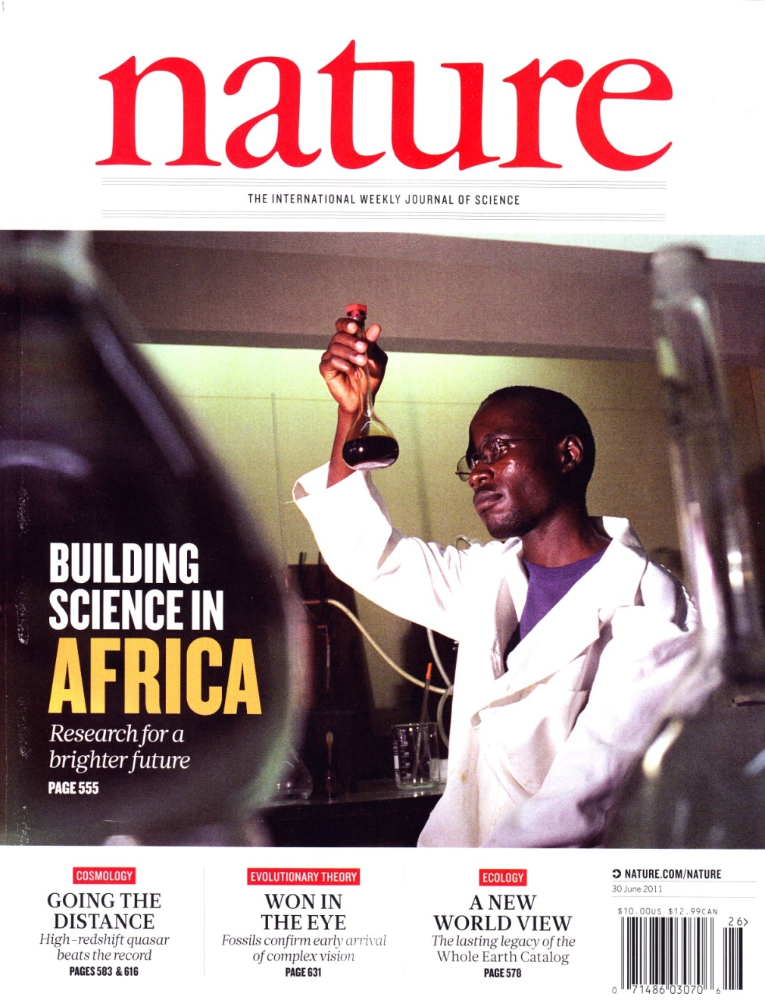 nature
THE INTERNATIONAL WEEKLY JOURNAL OF SCIENCE
BUILDING
SCIENCE IN
AFRICA
Research for a
brighter future
PAGE 555
COSMOLOGY
GOING THE
DISTANCE
High-redshift quasar
beats the record
PAGES 583 & 616
EVOLUTIONARY THEORY
WON IN
THE EYE
Fossils confirm early arrival
of complex vision
PAGE 631
ECOLOGY
A NEW
WORLD VIEW
The lasting legacy of the
Whole Earth Catalog
PAGE 578
NATURE.COM/NATURE
30 June 2011
$10.00US $12.99CAN
26>
0 71486 03070 6